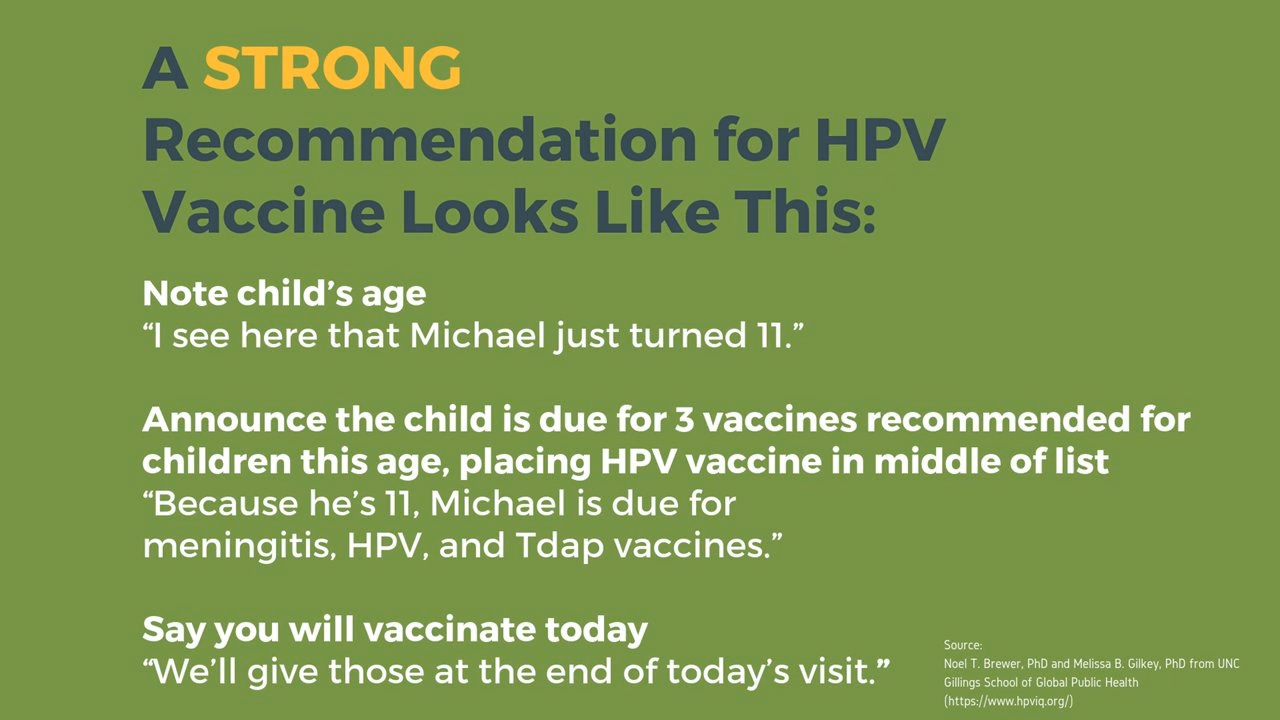 A STRONG
Recommendation for HPV
Vaccine Looks Like This:
Note child’s age
“I see here that Michael just turned 11.”
Announce the child is due for 3 vaccines recommended for
children this age, placing HPV vaccine in middle of list
“Because he’s 11, Michael is due for
meningitis, HPV, and Tdap vaccines.”
Say you will vaccinate today
“We’ll give those at the end of today’s visit.”
Source:
Noel T. Brewer, PhD and Melissa B. Gilkey, PhD from UNC
Gillings School of Global Public Health
(https://www.hpviq.org/)